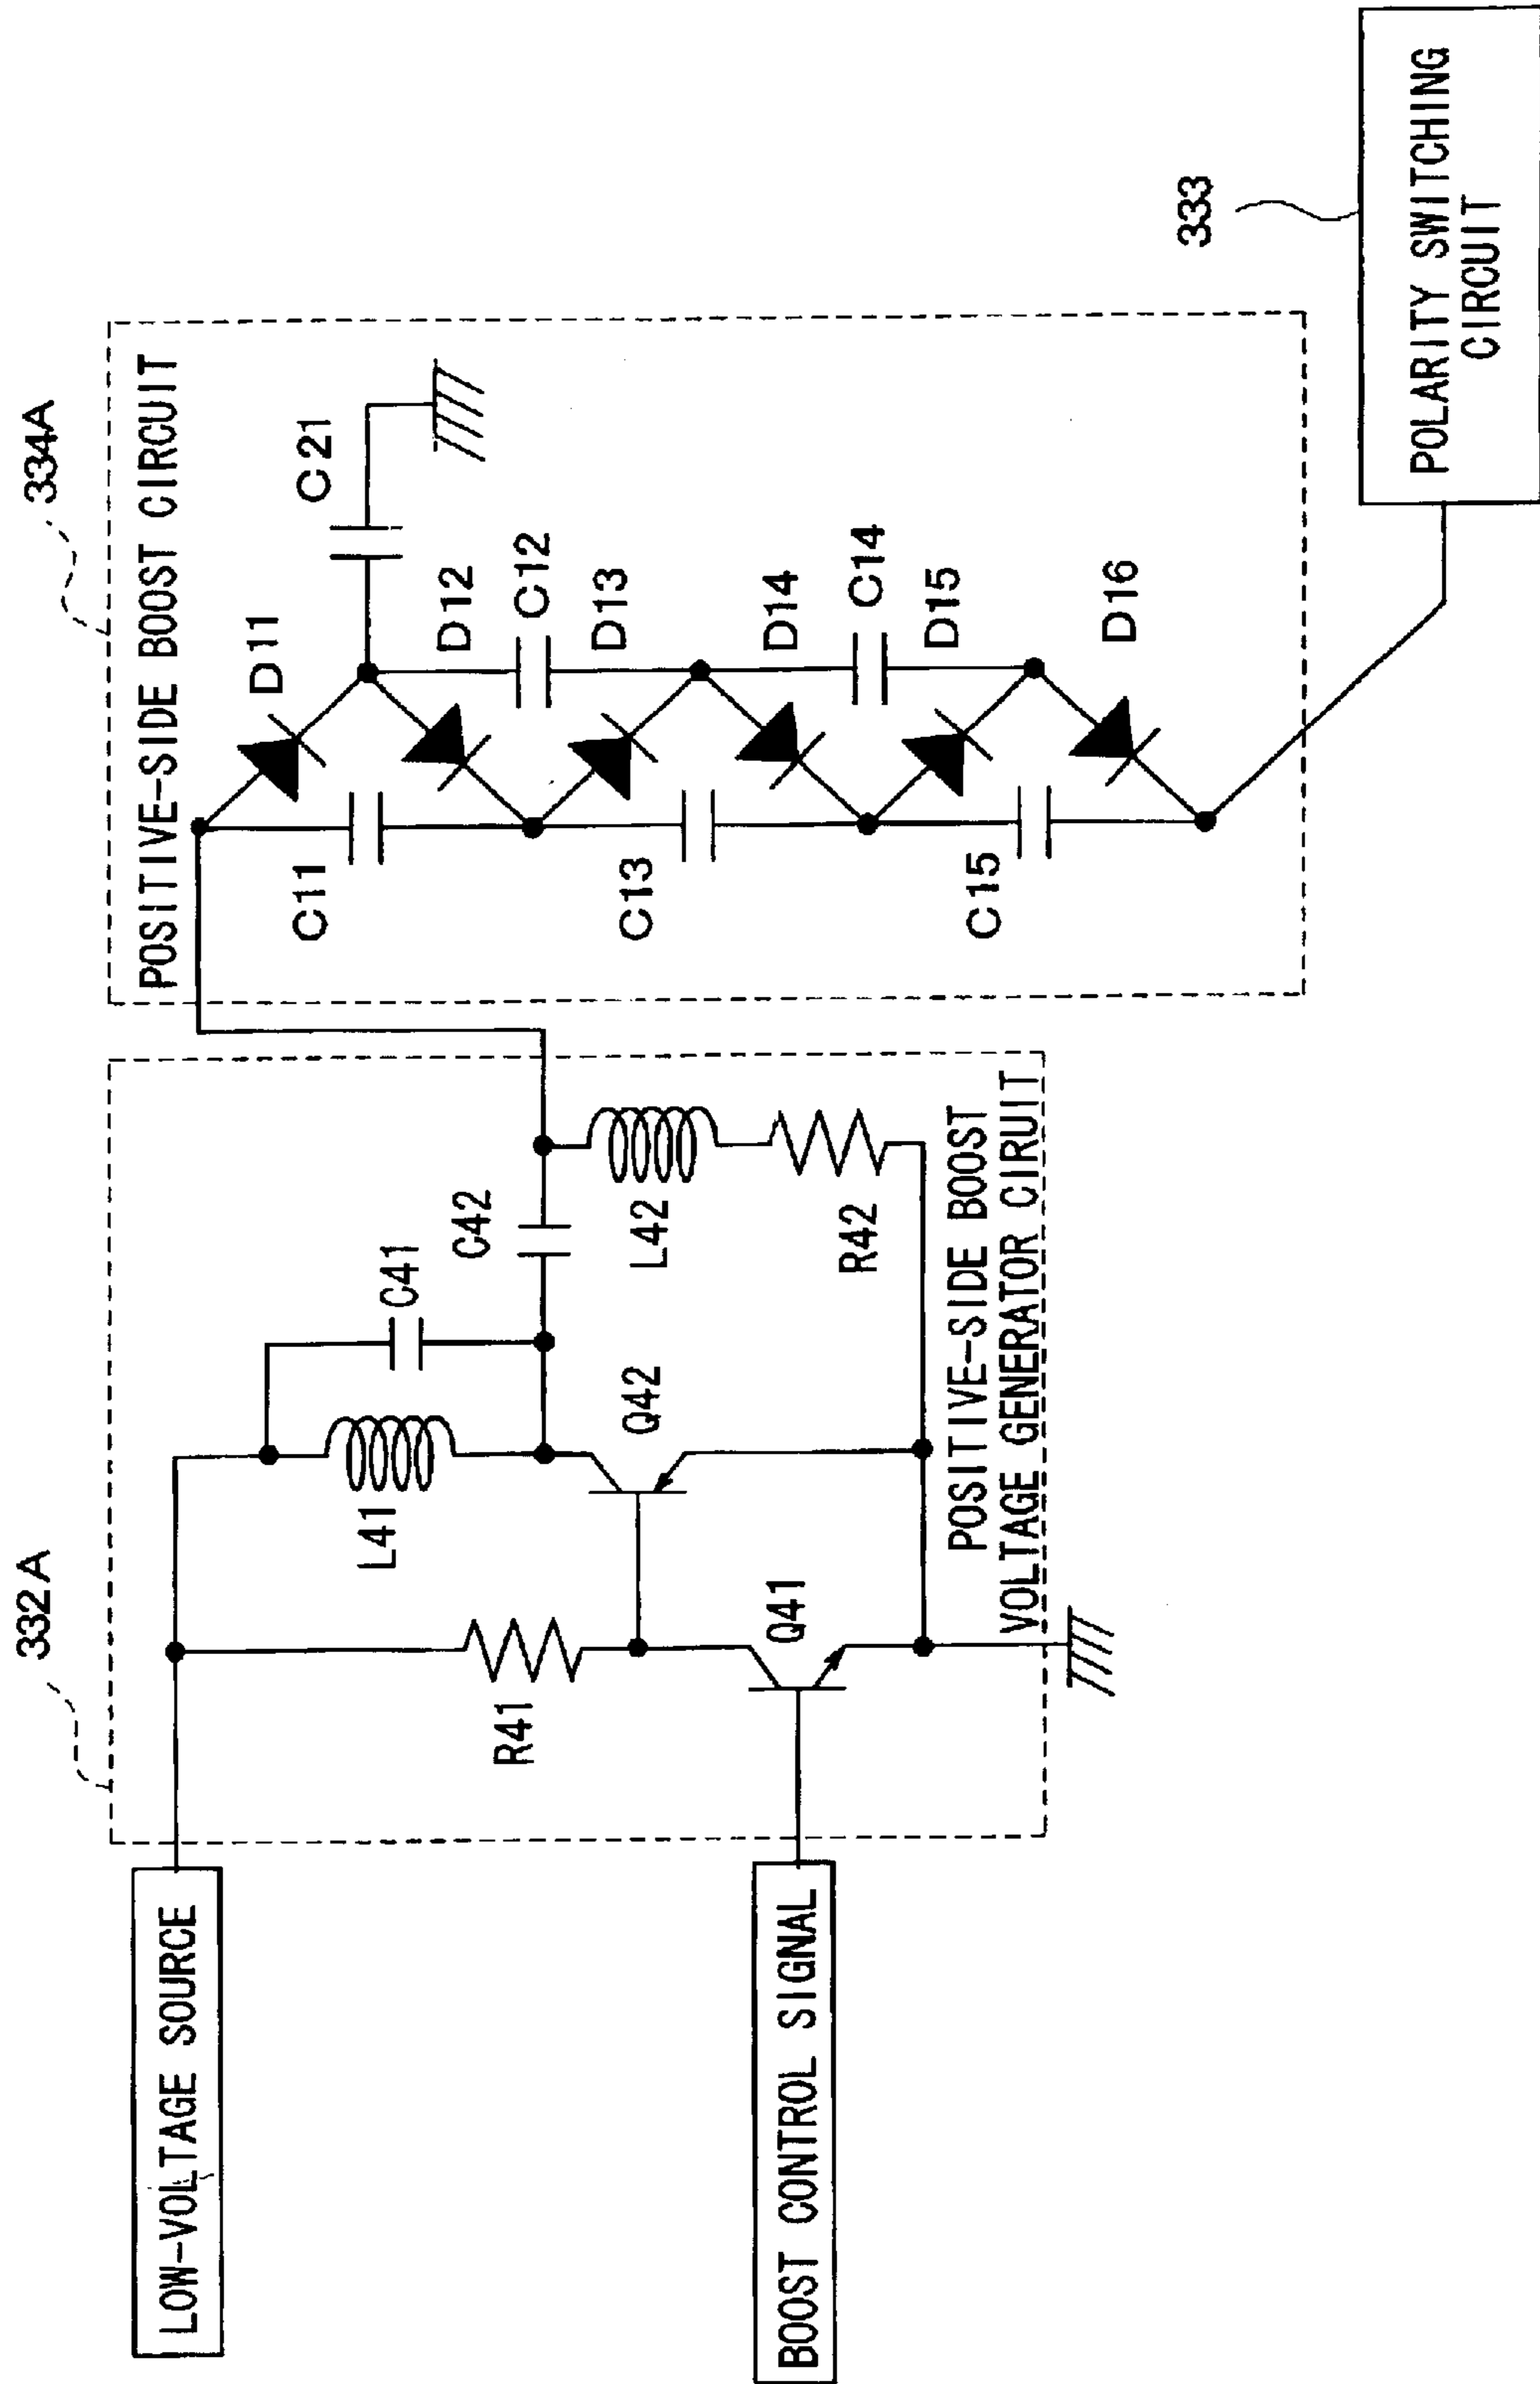 332A
LOW-VOLTAGE SOURCE
BOOST CONTROL SIGNAL
R41
Q41
L41
Q42
C41
C42
L42
R42
POSITIVE-SIDE BOOST
VOLTAGE GENERATOR CIRUIT
334A
POSITIVE-SIDE BOOST CIRCUIT
C11
D11
C21
D12
C12
D13
C13
D14
C14
D15
C15
D16
333
POLARITY SWITCHING
CIRCUIT